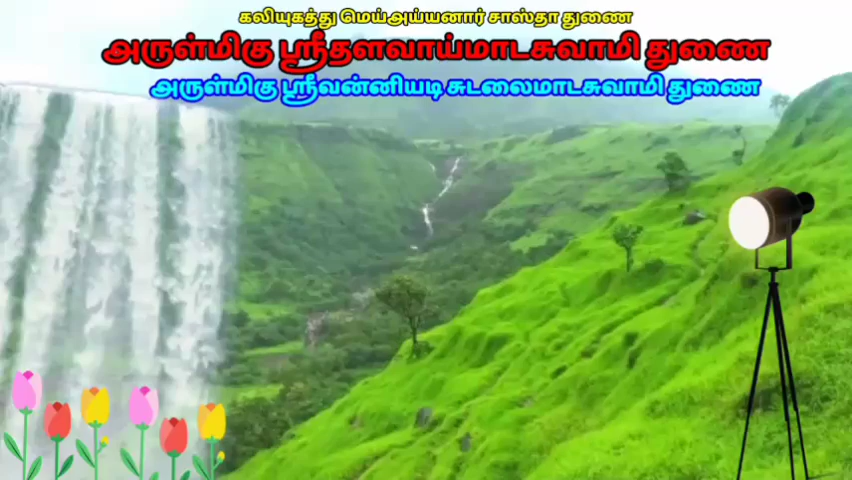 கலியுகத்து மெய்அய்யனார் சாஸ்தா துணை
அருள்மிகு ஸ்ரீதளவாய்மாடசுவாமி துணை
அருள்மிகு ஸ்ரீவன்னியடி சுடலைமாடசுவாமி துணை